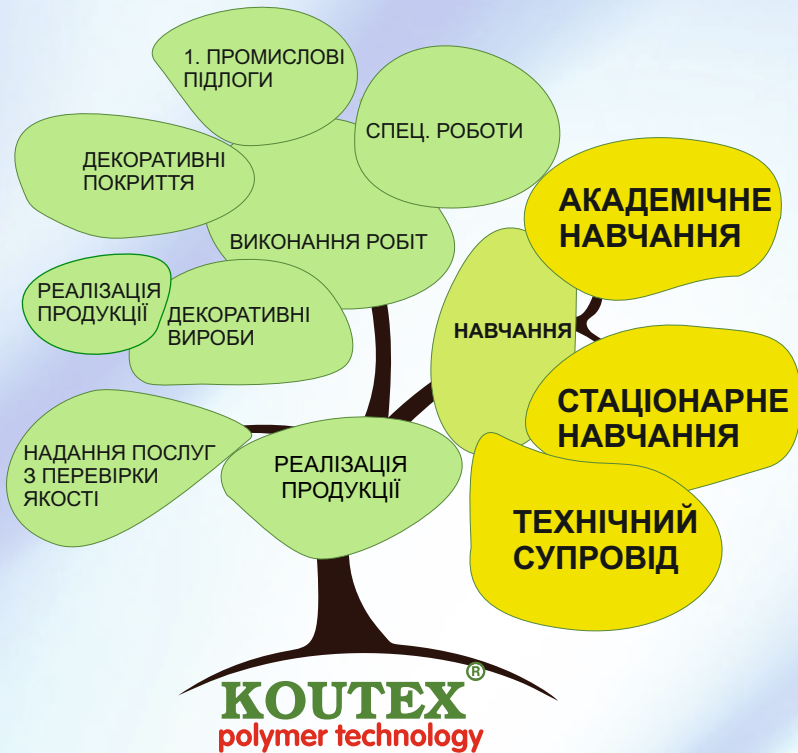 1. ПРОМИСЛОВІ
ПІДЛОГИ
СПЕЦ. РОБОТИ
ДЕКОРАТИВНІ
ПОКРИТТЯ
ВИКОНАННЯ РОБІТ
РЕАЛІЗАЦІЯ
ПРОДУКЦІЇ
ДЕКОРАТИВНІ
ВИРОБИ
НАДАННЯ ПОСЛУГ
З ПЕРЕВІРКИ
ЯКОСТІ
РЕАЛІЗАЦІЯ
ПРОДУКЦІЇ
НАВЧАННЯ
АКАДЕМІЧНЕ
НАВЧАННЯ
СТАЦІОНАРНЕ
НАВЧАННЯ
ТЕХНІЧНИЙ
СУПРОВІД
KOUTEX®
polymer technology